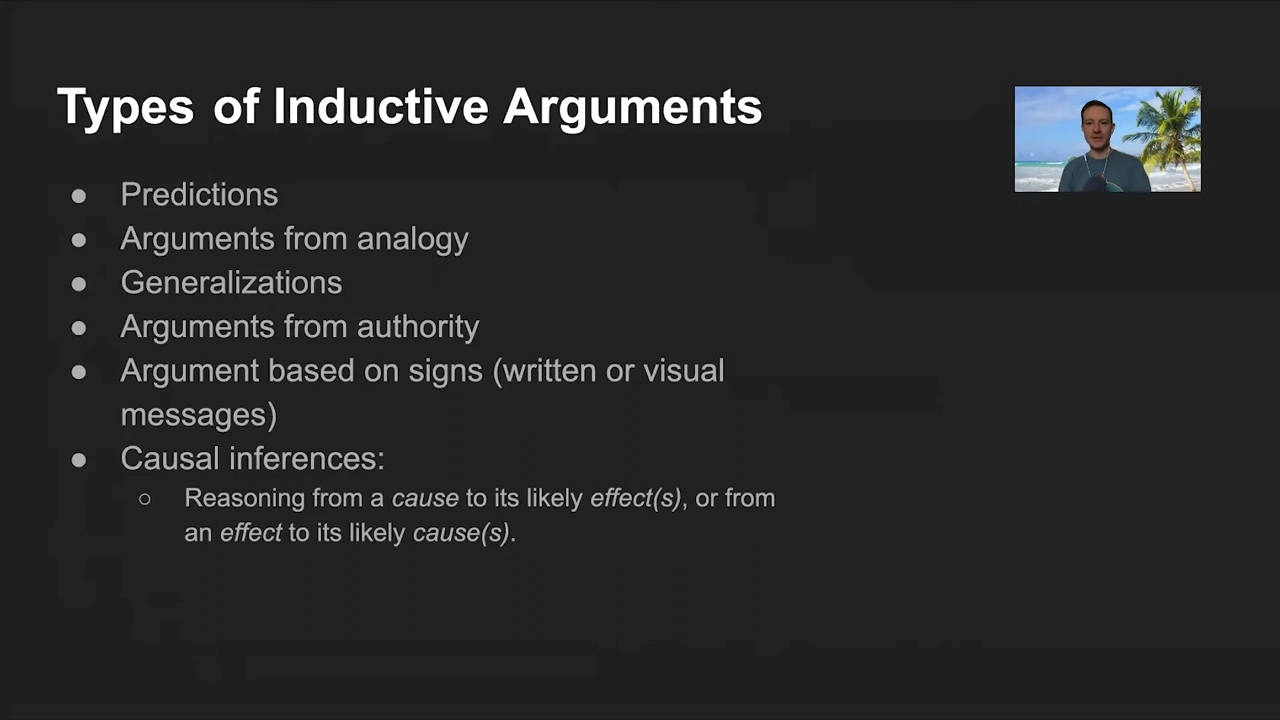 Types of Inductive Arguments
● Predictions
● Arguments from analogy
● Generalizations
● Arguments from authority
● Argument based on signs (written or visual
messages)
● Causal inferences:
○ Reasoning from a cause to its likely effect(s), or from
an effect to its likely cause(s).